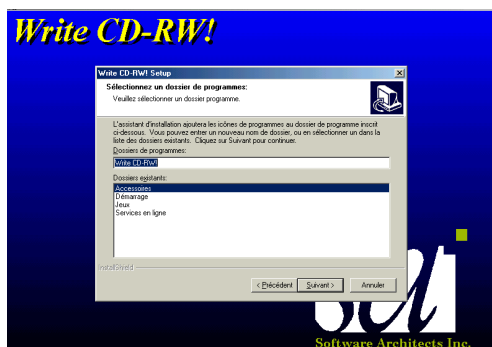 Write CD-RW!
Write CD-RW! Setup
Sélectionnez un dossier de programmes:
Veuillez sélectionner un dossier programme.
L'assistant d'installation ajoutera les icônes de programmes au dossier de programme inscrit
ci-dessous. Vous pouvez entrer un nouveau nom de dossier, ou en sélectionner un dans la
liste des dossiers existants. Cliquez sur Suivant pour continuer.
Dossiers de programmes:
Write CD-RW!
Dossiers existants:
Accessoires
Démarrage
Jeux
Services en ligne
InstallShield
< Précédent Suivant > Annuler
sai
Software Architects Inc.